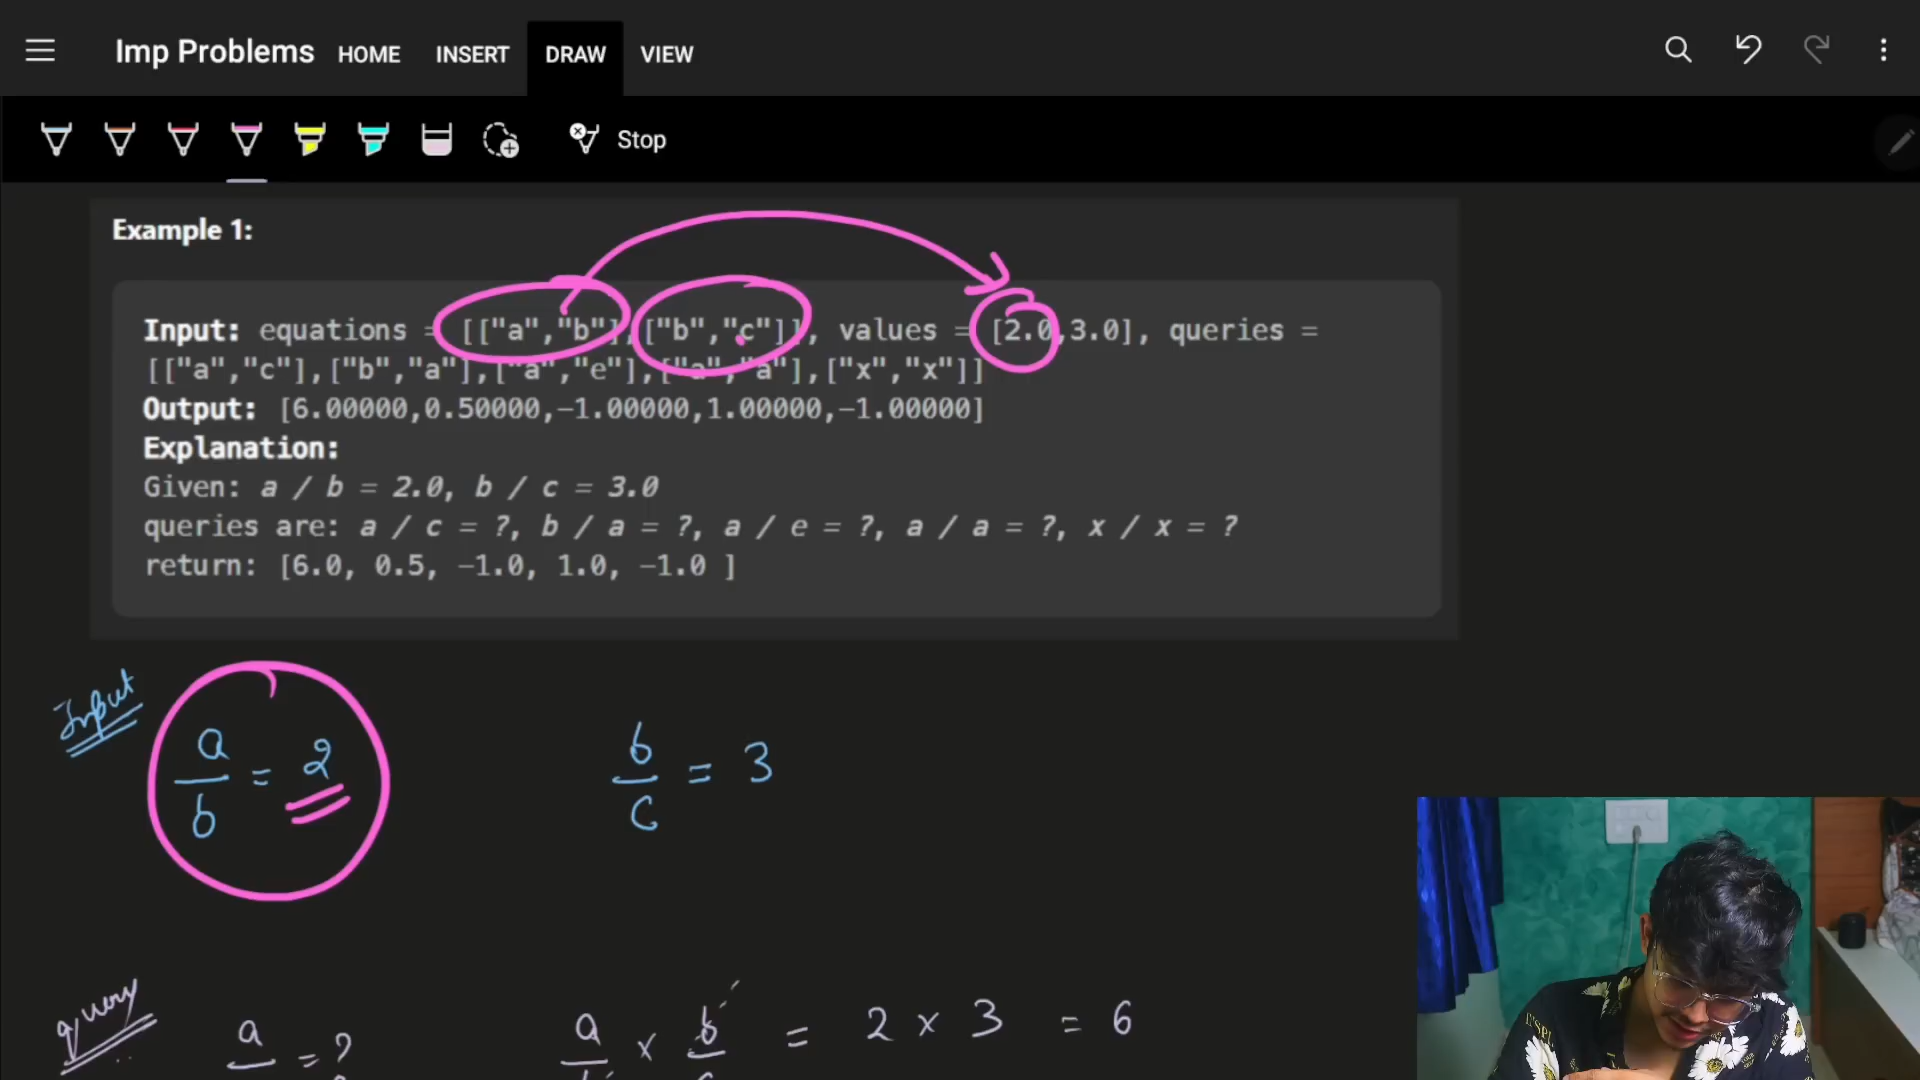 Imp Problems HOME INSERT DRAW VIEW
Stop
Example 1:
Input: equations = [["a","b"],["b","c"]], values = [2.0,3.0], queries =
[["a","c"],["b","a"],["a","e"],["a","a"],["x","x"]]
Output: [6.00000,0.50000,-1.00000,1.00000,-1.00000]
Explanation:
Given: a / b = 2.0, b / c = 3.0
queries are: a / c = ?, b / a = ?, a / e = ?, a / a = ?, x / x = ?
return: [6.0, 0.5, -1.0, 1.0, -1.0 ]
Input
a/b = 2 b/c = 3
query
a/ = ? a/b × b/c = 2 × 3 = 6